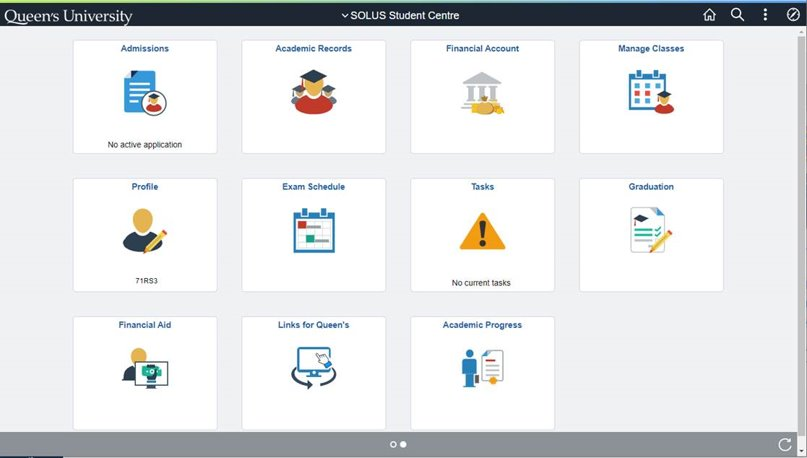 Queen's University
SOLUS Student Centre
Admissions
Academic Records
Financial Account
Manage Classes
No active application
Profile
Exam Schedule
Tasks
Graduation
71RS3
No current tasks
Financial Aid
Links for Queen's
Academic Progress